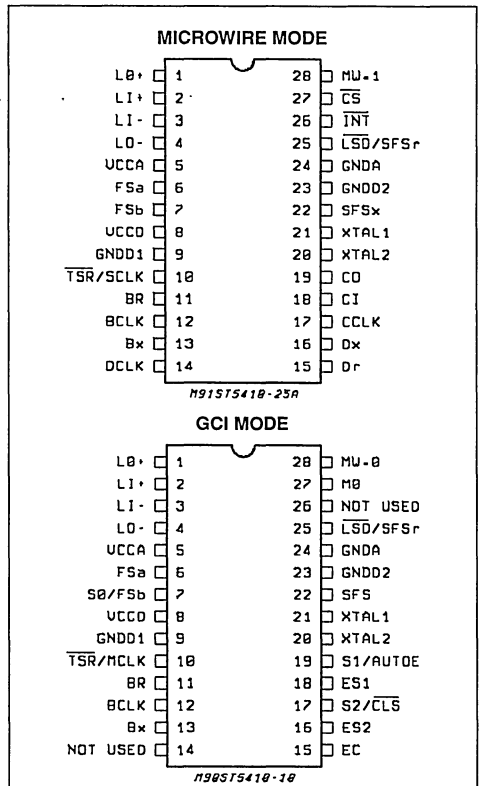 MICROWIRE MODE
L0+ 1 28 MW=1
LI+ 2 27 CS
LI- 3 26 INT
LO- 4 25 LSD/SFSr
VCCA 5 24 GNDA
FSa 6 23 GNDD2
FSb 7 22 SFSx
VCCD 8 21 XTAL1
GNDD1 9 20 XTAL2
TSR/SCLK 10 19 CO
BR 11 18 CI
BCLK 12 17 CCLK
Bx 13 16 Dx
DCLK 14 15 Dr
M91ST5410-25A
GCI MODE
L0+ 1 28 MW=0
LI+ 2 27 M0
LI- 3 26 NOT USED
LO- 4 25 LSD/SFSr
VCCA 5 24 GNDA
FSa 6 23 GNDD2
S0/FSb 7 22 SFS
VCCD 8 21 XTAL1
GNDD1 9 20 XTAL2
TSR/MCLK 10 19 S1/AUTOE
BR 11 18 ES1
BCLK 12 17 S2/CLS
Bx 13 16 ES2
NOT USED 14 15 EC
M90ST5410-10